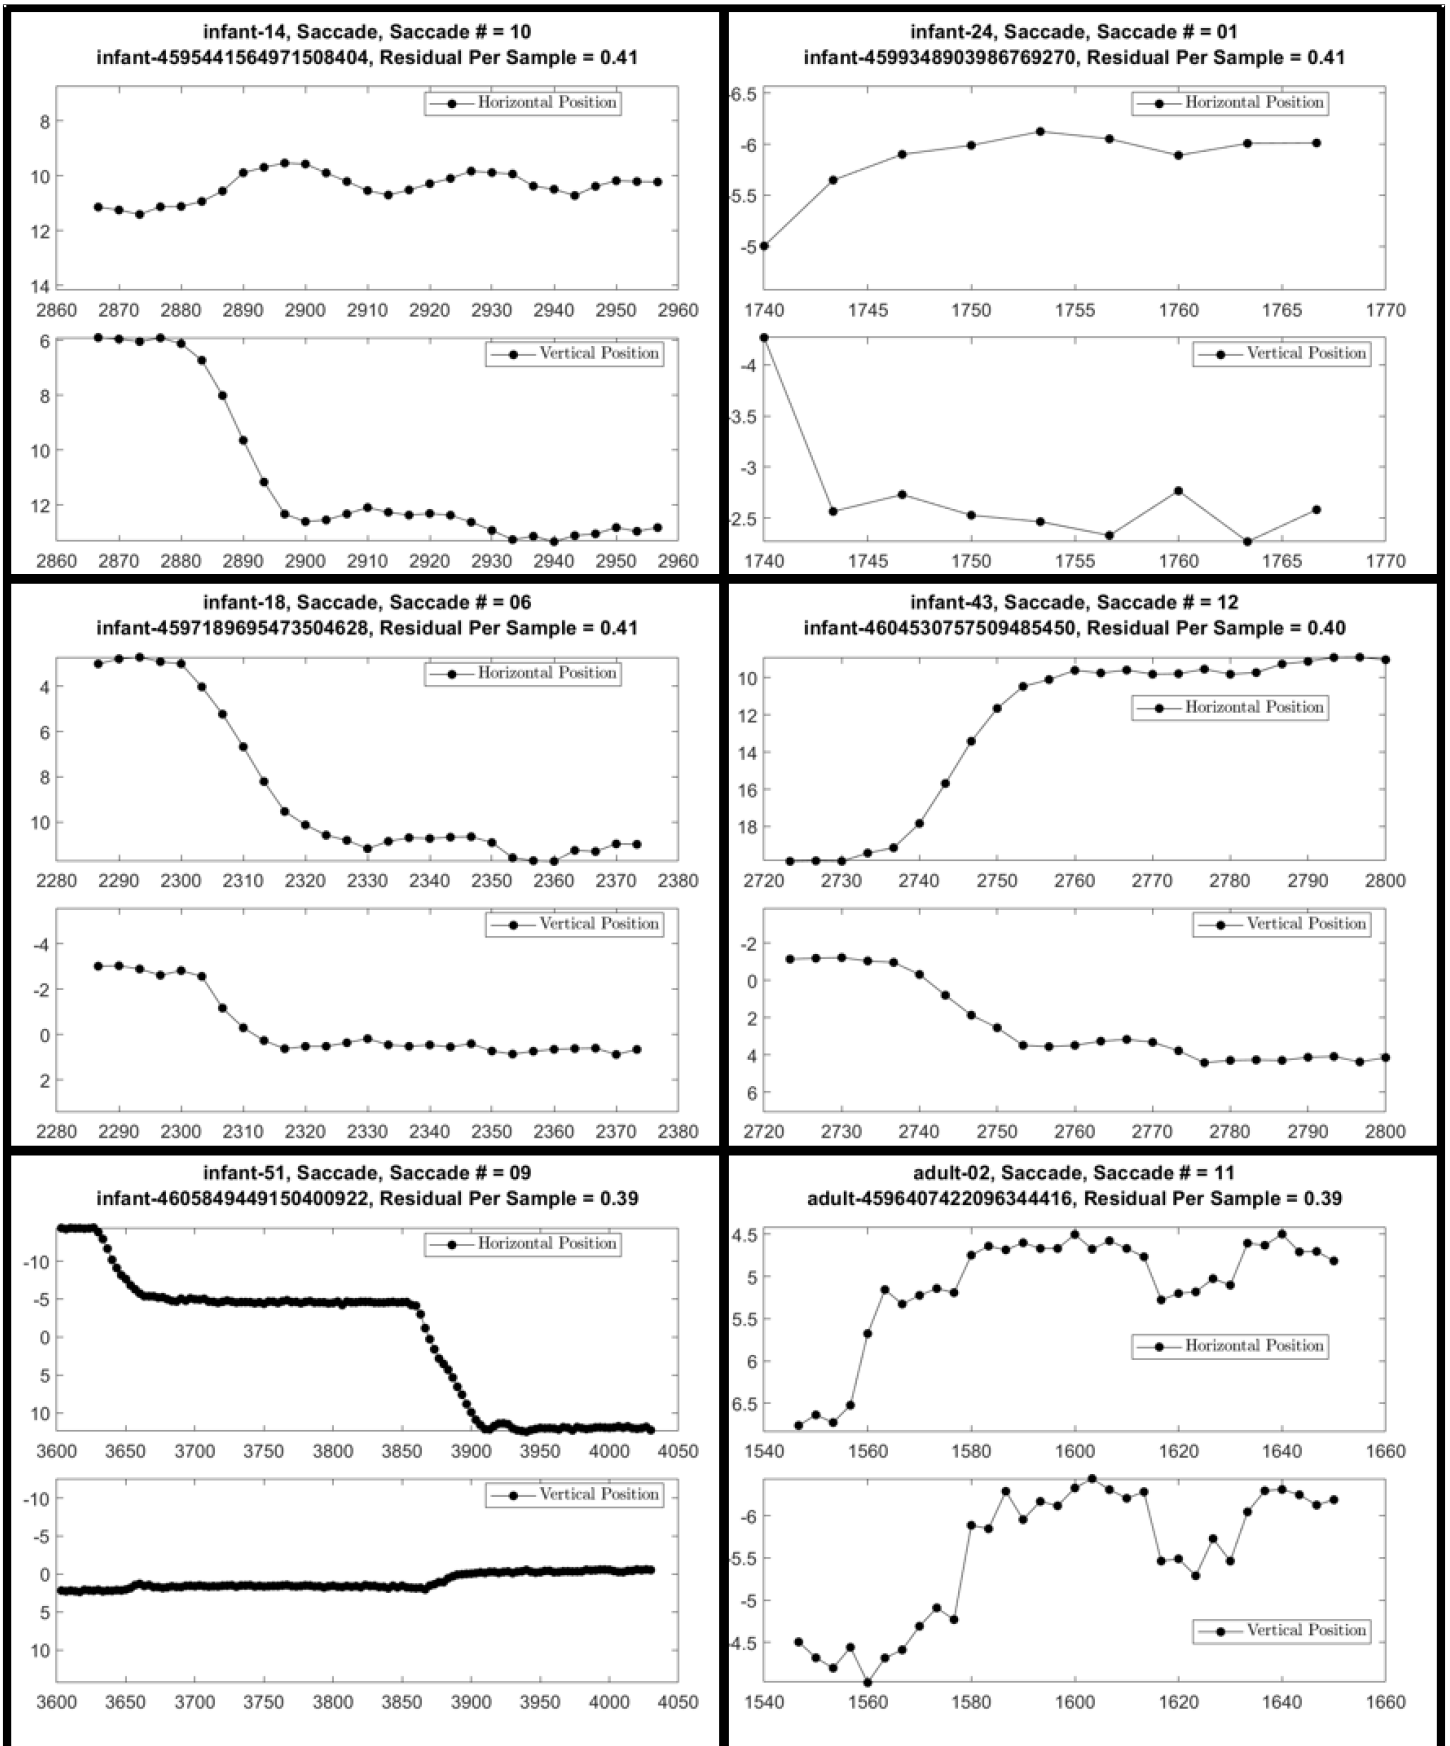 infant-14, Saccade, Saccade # = 10
infant-4595441564971508404, Residual Per Sample = 0.41
Horizontal Position
8
10
12
14
2860 2870 2880 2890 2900 2910 2920 2930 2940 2950 2960
Vertical Position
6
8
10
12
2860 2870 2880 2890 2900 2910 2920 2930 2940 2950 2960
infant-24, Saccade, Saccade # = 01
infant-4599348903986769270, Residual Per Sample = 0.41
Horizontal Position
-6.5
-6
-5.5
-5
1740 1745 1750 1755 1760 1765 1770
Vertical Position
-4
-3.5
-3
-2.5
1740 1745 1750 1755 1760 1765 1770
infant-18, Saccade, Saccade # = 06
infant-4597189695473504628, Residual Per Sample = 0.41
Horizontal Position
4
6
8
10
2280 2290 2300 2310 2320 2330 2340 2350 2360 2370 2380
Vertical Position
-4
-2
0
2
2280 2290 2300 2310 2320 2330 2340 2350 2360 2370 2380
infant-43, Saccade, Saccade # = 12
infant-4604530757509485450, Residual Per Sample = 0.40
Horizontal Position
10
12
14
16
18
2720 2730 2740 2750 2760 2770 2780 2790 2800
Vertical Position
-2
0
2
4
6
2720 2730 2740 2750 2760 2770 2780 2790 2800
infant-51, Saccade, Saccade # = 09
infant-4605849449150400922, Residual Per Sample = 0.39
Horizontal Position
-10
-5
0
5
10
3600 3650 3700 3750 3800 3850 3900 3950 4000 4050
Vertical Position
-10
-5
0
5
10
3600 3650 3700 3750 3800 3850 3900 3950 4000 4050
adult-02, Saccade, Saccade # = 11
adult-4596407422096344416, Residual Per Sample = 0.39
Horizontal Position
4.5
5
5.5
6
6.5
1540 1560 1580 1600 1620 1640 1660
Vertical Position
-6
-5.5
-5
-4.5
1540 1560 1580 1600 1620 1640 1660